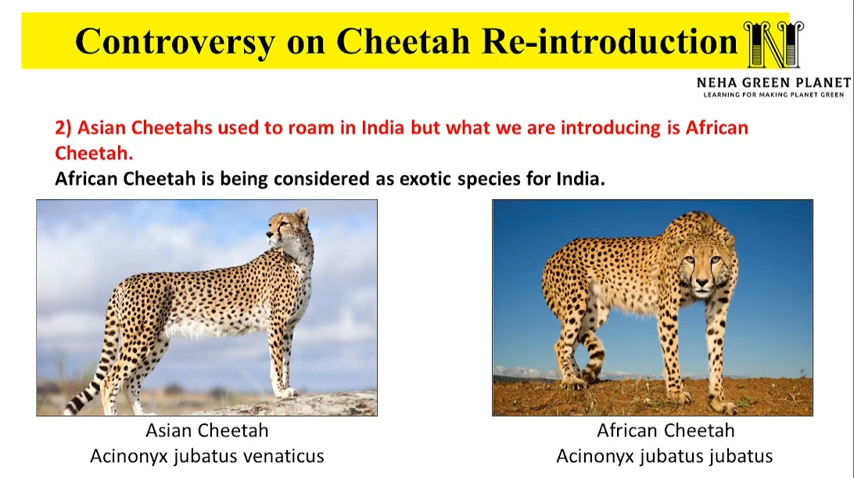 Controversy on Cheetah Re-introduction
NEHA GREEN PLANET
LEARNING FOR MAKING PLANET GREEN
2) Asian Cheetahs used to roam in India but what we are introducing is African
Cheetah.
African Cheetah is being considered as exotic species for India.
Asian Cheetah
Acinonyx jubatus venaticus
African Cheetah
Acinonyx jubatus jubatus